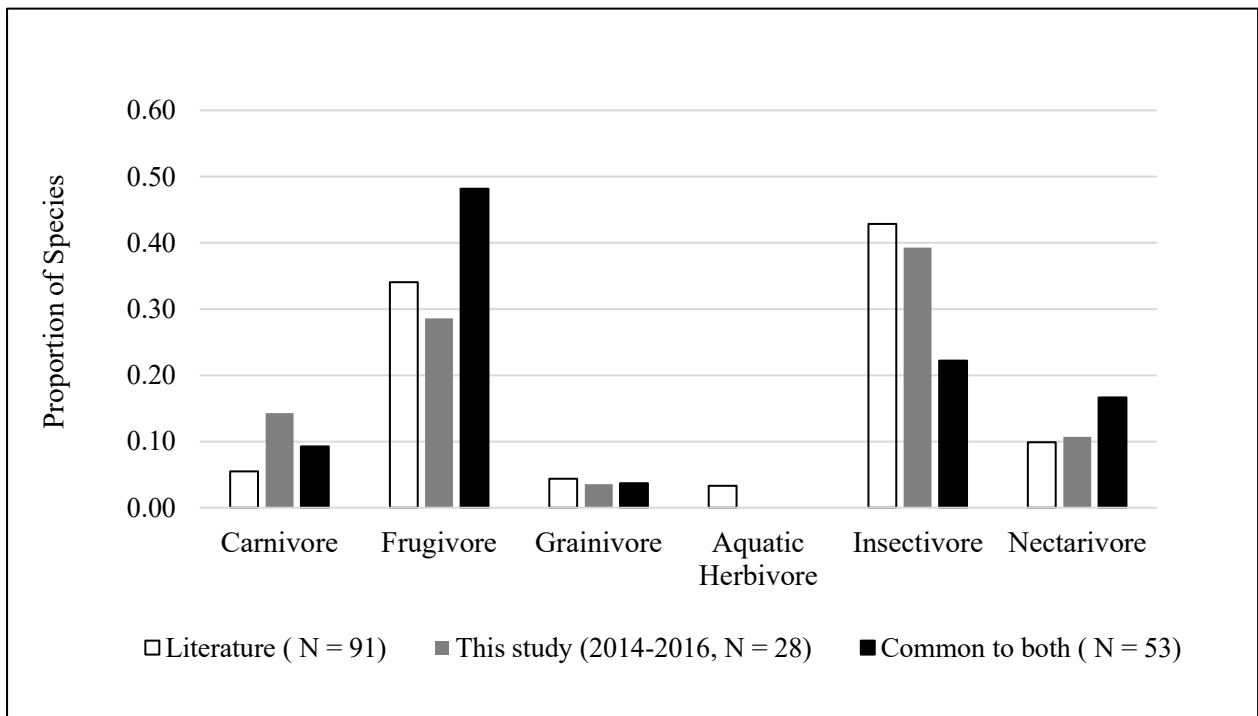 Proportion of Species
0.60
0.50
0.40
0.30
0.20
0.10
0.00
Carnivore
Frugivore
Grainivore
Aquatic
Herbivore
Insectivore
Nectarivore
Literature ( N = 91)
This study (2014-2016, N = 28)
Common to both ( N = 53)